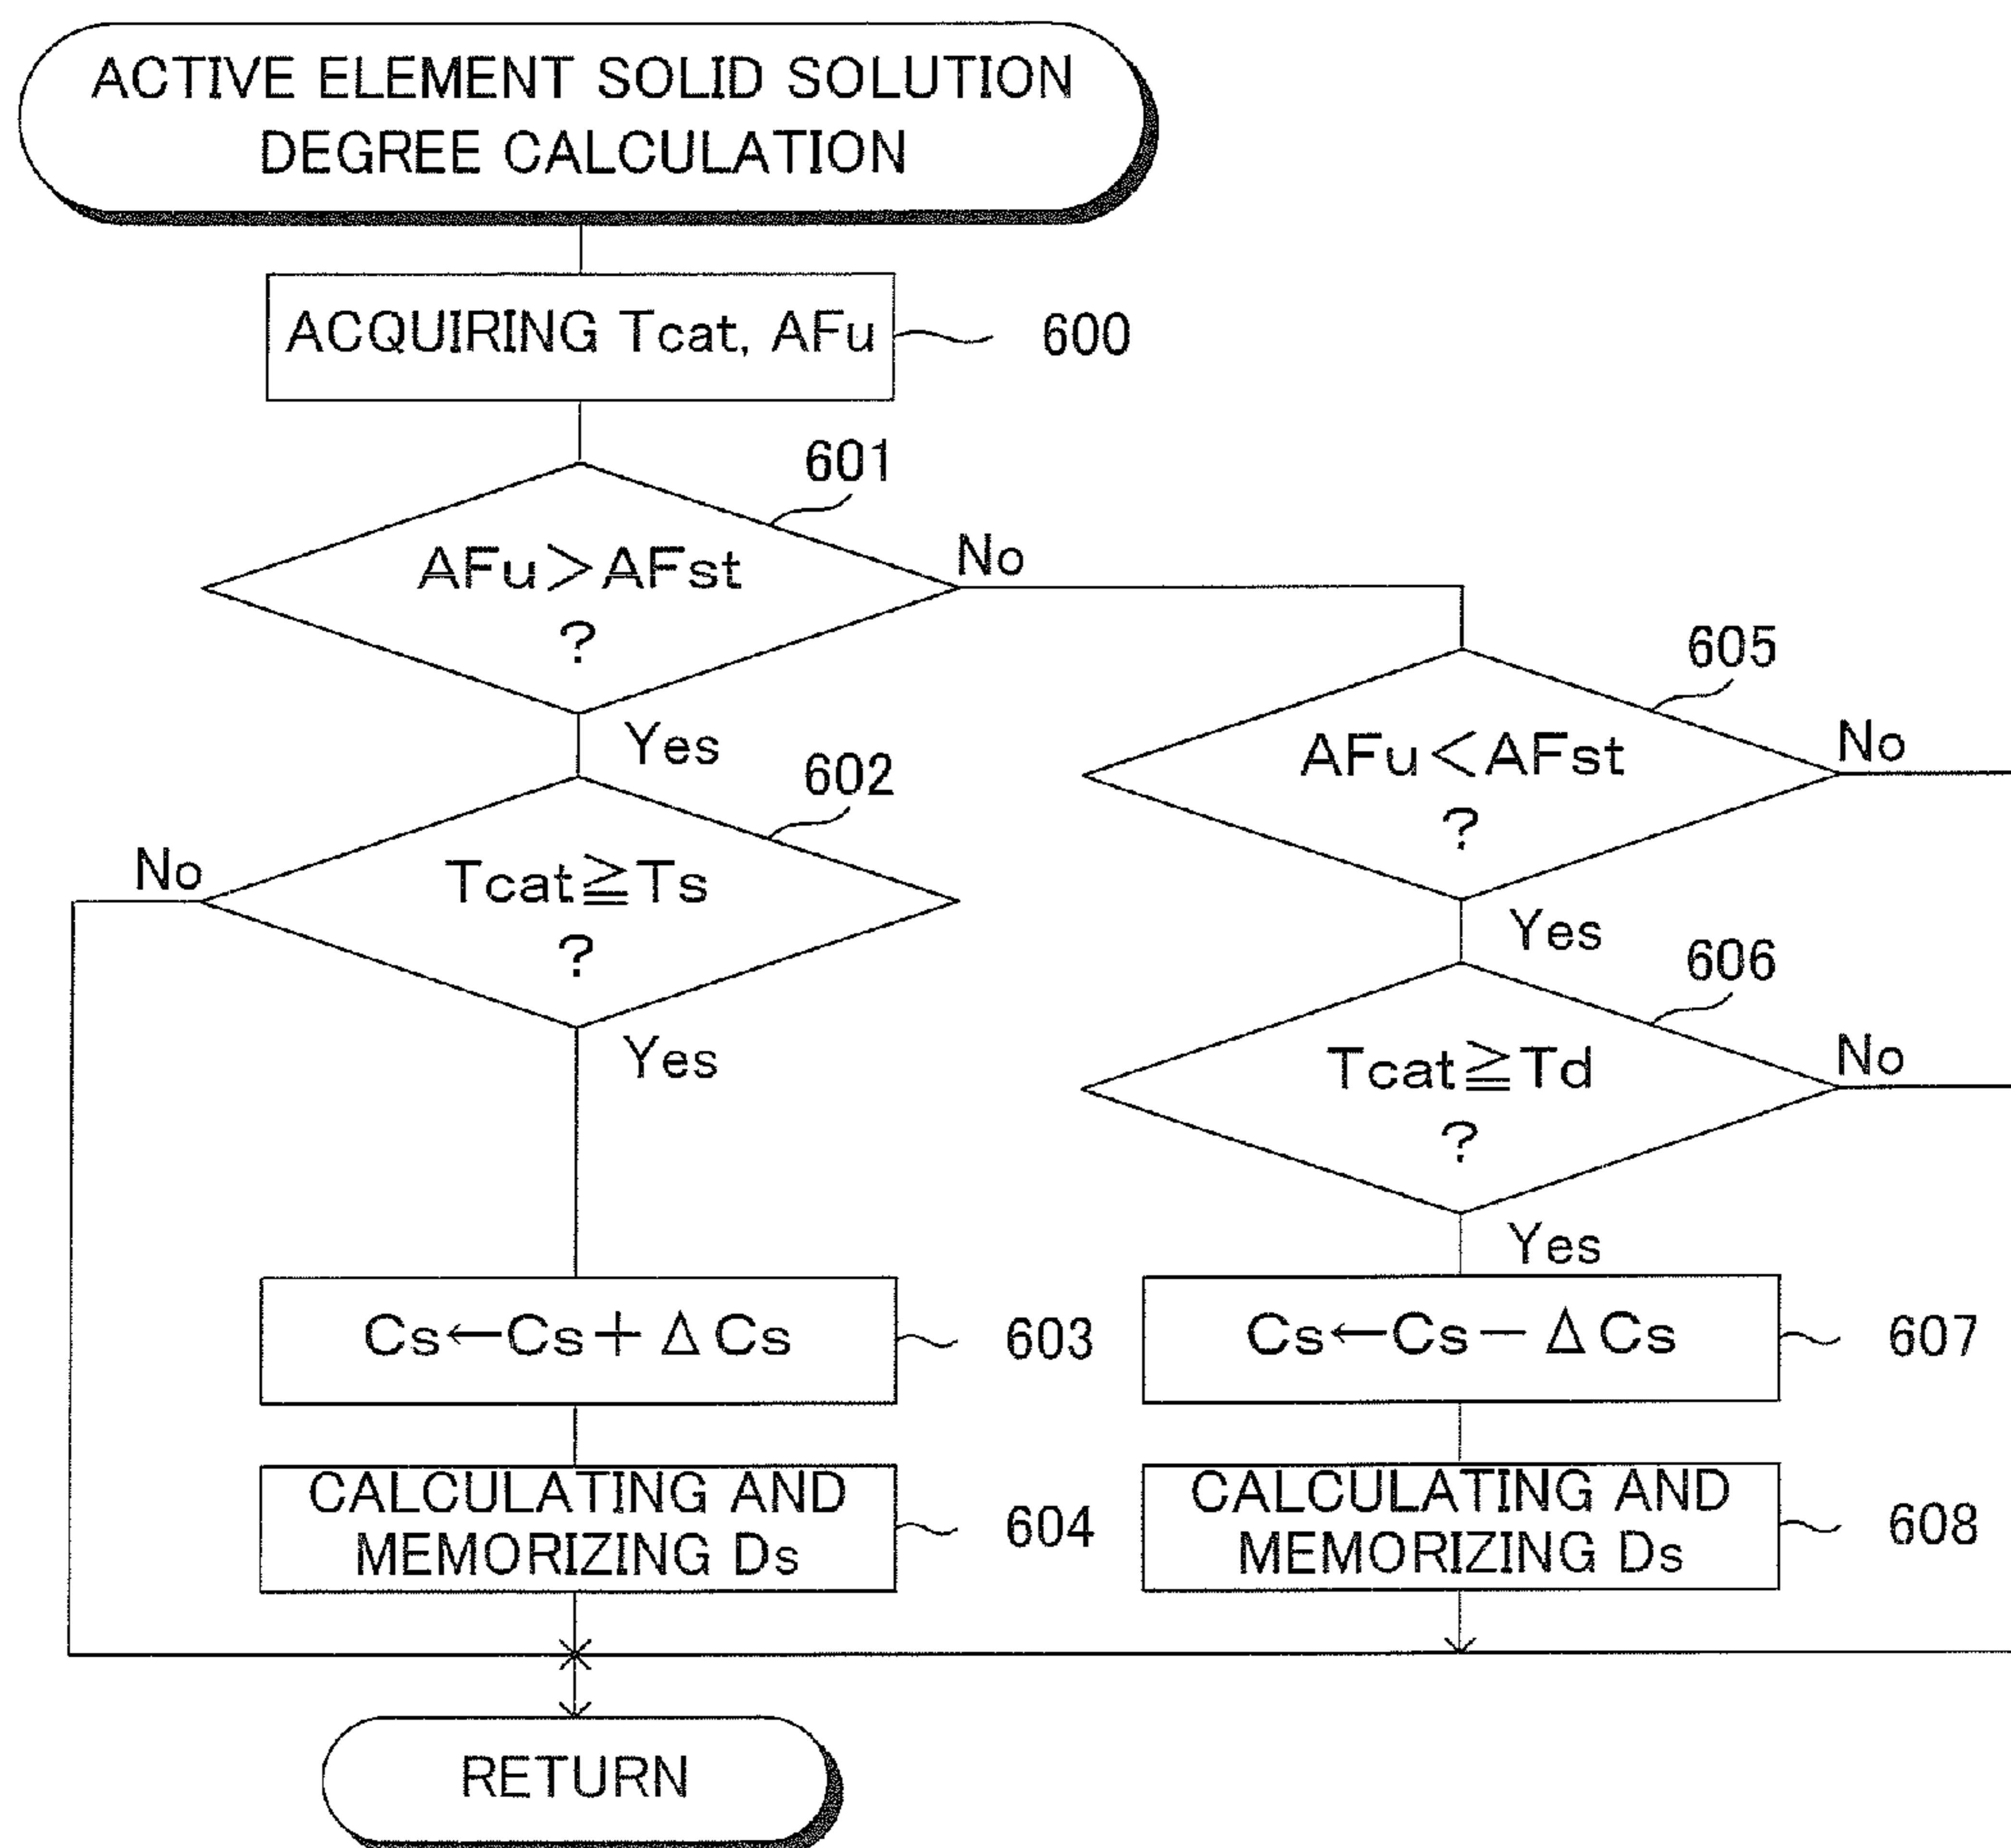 ACTIVE ELEMENT SOLID SOLUTION
DEGREE CALCULATION
ACQUIRING Tcat, AFu
600
601
AFu>AFst
?
No
Yes
602
Tcat≧Ts
?
No
Yes
605
AFu<AFst
?
No
Yes
606
Tcat≧Td
?
No
Yes
Cs←Cs+ΔCs
603
CALCULATING AND
MEMORIZING Ds
604
Cs←Cs−ΔCs
607
CALCULATING AND
MEMORIZING Ds
608
RETURN